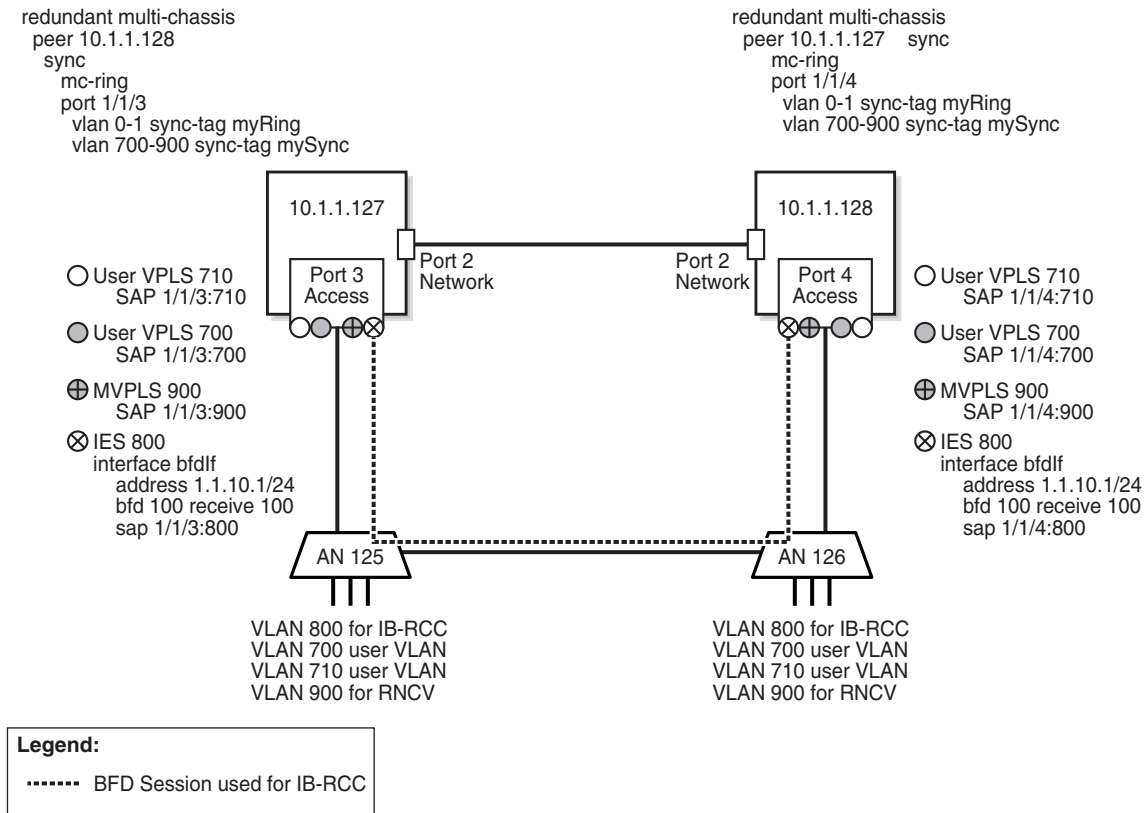 redundant multi-chassis
peer 10.1.1.128
sync
mc-ring
port 1/1/3
vlan 0-1 sync-tag myRing
vlan 700-900 sync-tag mySync
redundant multi-chassis
peer 10.1.1.127 sync
mc-ring
port 1/1/4
vlan 0-1 sync-tag myRing
vlan 700-900 sync-tag mySync
10.1.1.127
Port 2
Network
Port 3
Access
10.1.1.128
Port 2
Network
Port 4
Access
User VPLS 710
SAP 1/1/3:710
User VPLS 700
SAP 1/1/3:700
MVPLS 900
SAP 1/1/3:900
IES 800
interface bfdIf
address 1.1.10.1/24
bfd 100 receive 100
sap 1/1/3:800
User VPLS 710
SAP 1/1/4:710
User VPLS 700
SAP 1/1/4:700
MVPLS 900
SAP 1/1/4:900
IES 800
interface bfdIf
address 1.1.10.1/24
bfd 100 receive 100
sap 1/1/4:800
AN 125
AN 126
VLAN 800 for IB-RCC
VLAN 700 user VLAN
VLAN 710 user VLAN
VLAN 900 for RNCV
VLAN 800 for IB-RCC
VLAN 700 user VLAN
VLAN 710 user VLAN
VLAN 900 for RNCV
Legend:
BFD Session used for IB-RCC